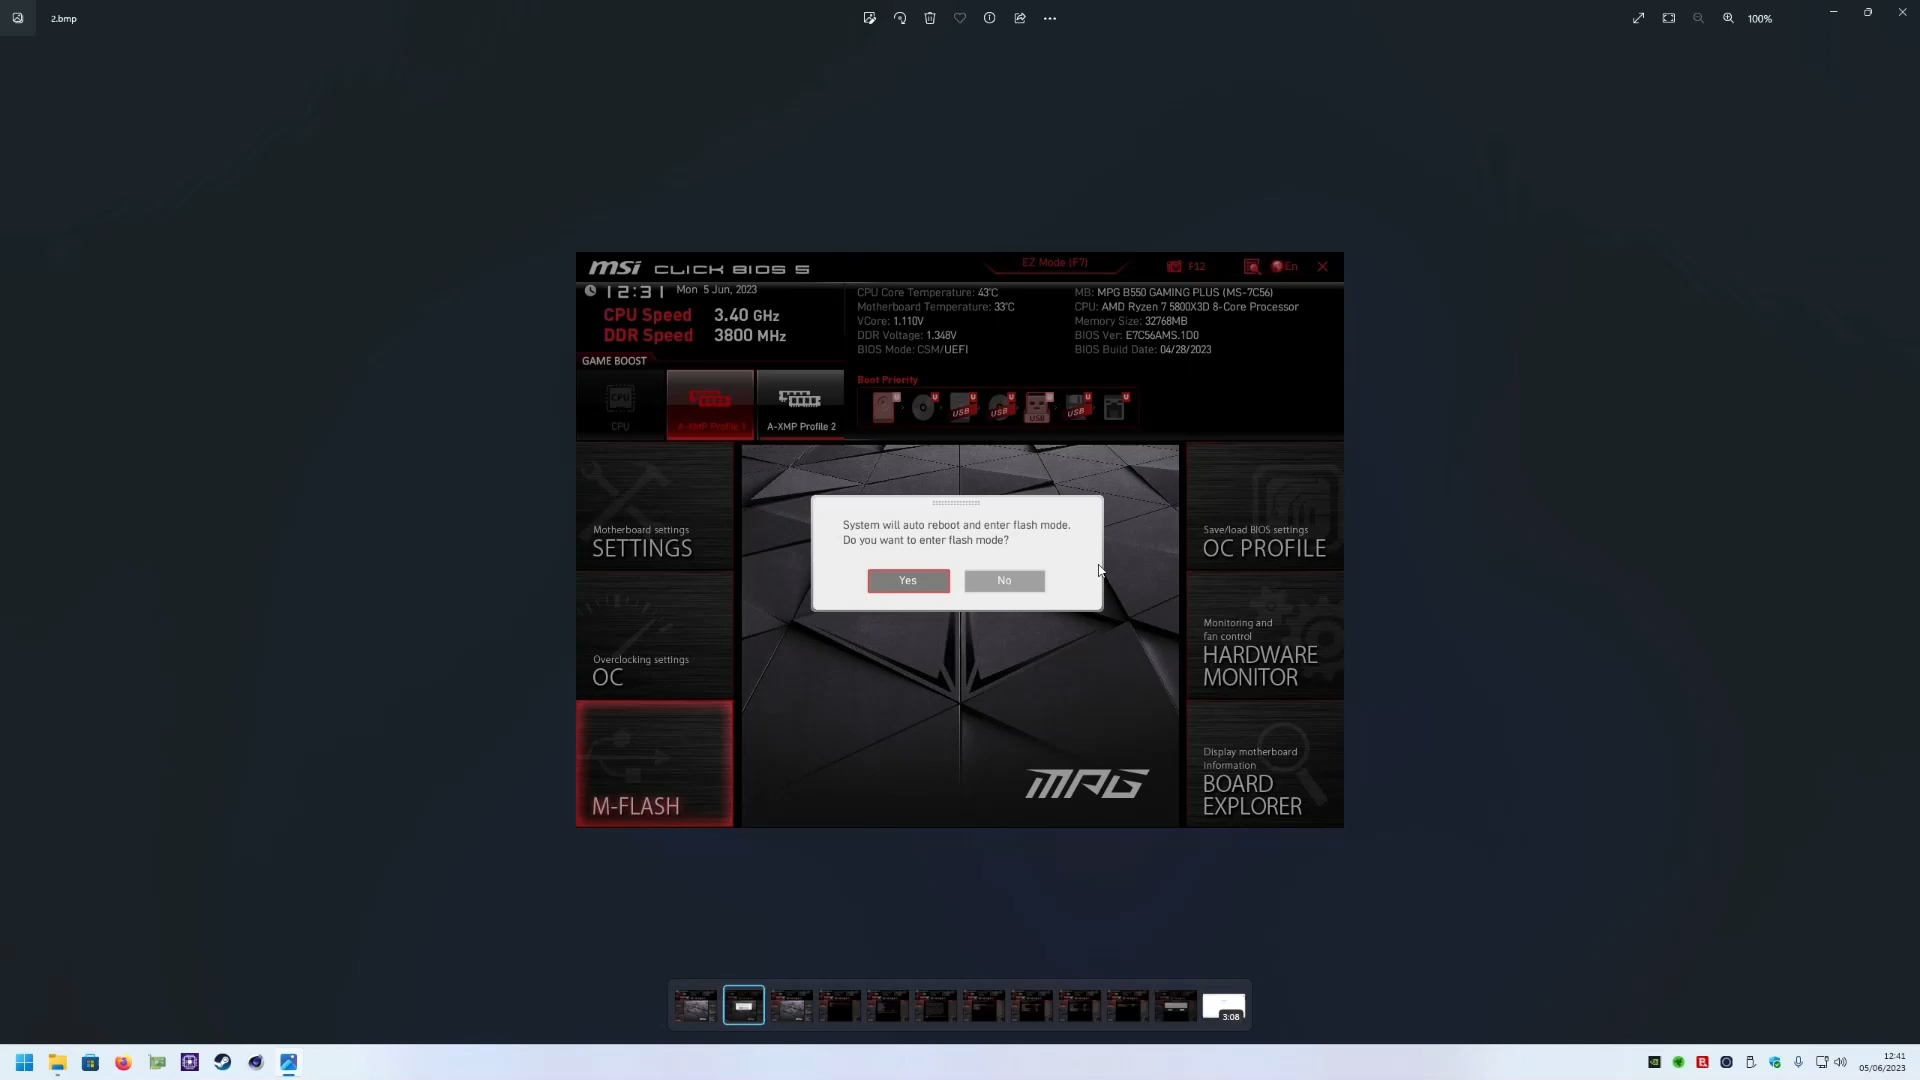 2.bmp
100%
msi CLICK BIOS 5
EZ Mode (F7)
F12
En
12:31 Mon 5 Jun, 2023
CPU Speed 3.40 GHz
DDR Speed 3800 MHz
CPU Core Temperature: 43°C
Motherboard Temperature: 33°C
VCore: 1.110V
DDR Voltage: 1.348V
BIOS Mode: CSM/UEFI
MB: MPG B550 GAMING PLUS (MS-7C56)
CPU: AMD Ryzen 7 5800X3D 8-Core Processor
Memory Size: 32768MB
BIOS Ver: E7C56AMS.1D0
BIOS Build Date: 04/28/2023
GAME BOOST
CPU
CPU
A-XMP Profile 1
A-XMP Profile 2
Boot Priority
U U U U U U U
USB USB USB USB
Motherboard settings
SETTINGS
Overclocking settings
OC
M-FLASH
System will auto reboot and enter flash mode.
Do you want to enter flash mode?
Yes No
MPG
Save/load BIOS settings
OC PROFILE
Monitoring and
fan control
HARDWARE
MONITOR
Display motherboard
information
BOARD
EXPLORER
3:08
12:41
05/06/2023